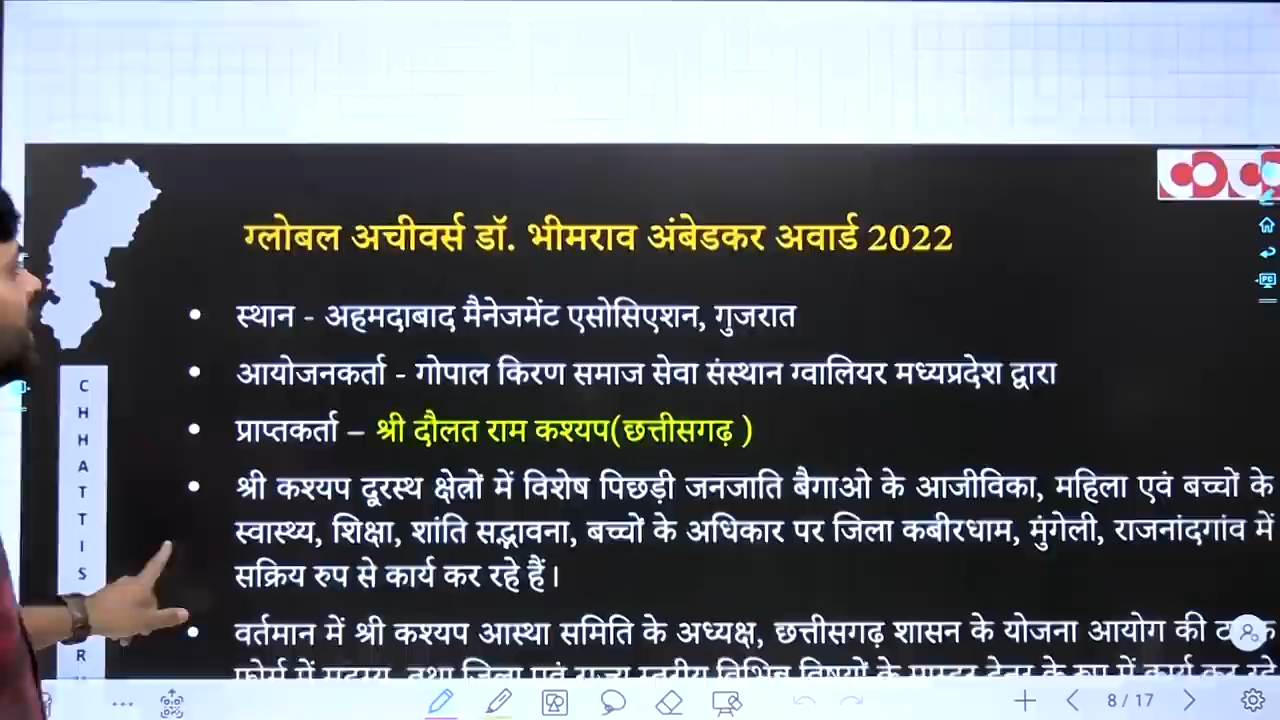 ग्लोबल अचीवर्स डॉ. भीमराव अंबेडकर अवार्ड 2022
• स्थान - अहमदाबाद मैनेजमेंट एसोसिएशन, गुजरात
• आयोजनकर्ता - गोपाल किरण समाज सेवा संस्थान ग्वालियर मध्यप्रदेश द्वारा
• प्राप्तकर्ता – श्री दौलत राम कश्यप(छत्तीसगढ़ )
• श्री कश्यप दूरस्थ क्षेत्रों में विशेष पिछड़ी जनजाति बैगाओ के आजीविका, महिला एवं बच्चों के
स्वास्थ्य, शिक्षा, शांति सद्भावना, बच्चों के अधिकार पर जिला कबीरधाम, मुंगेली, राजनांदगांव में
सक्रिय रुप से कार्य कर रहे हैं।
• वर्तमान में श्री कश्यप आस्था समिति के अध्यक्ष, छत्तीसगढ़ शासन के योजना आयोग की
C
H
H
A
T
T
I
S
R
8 / 17